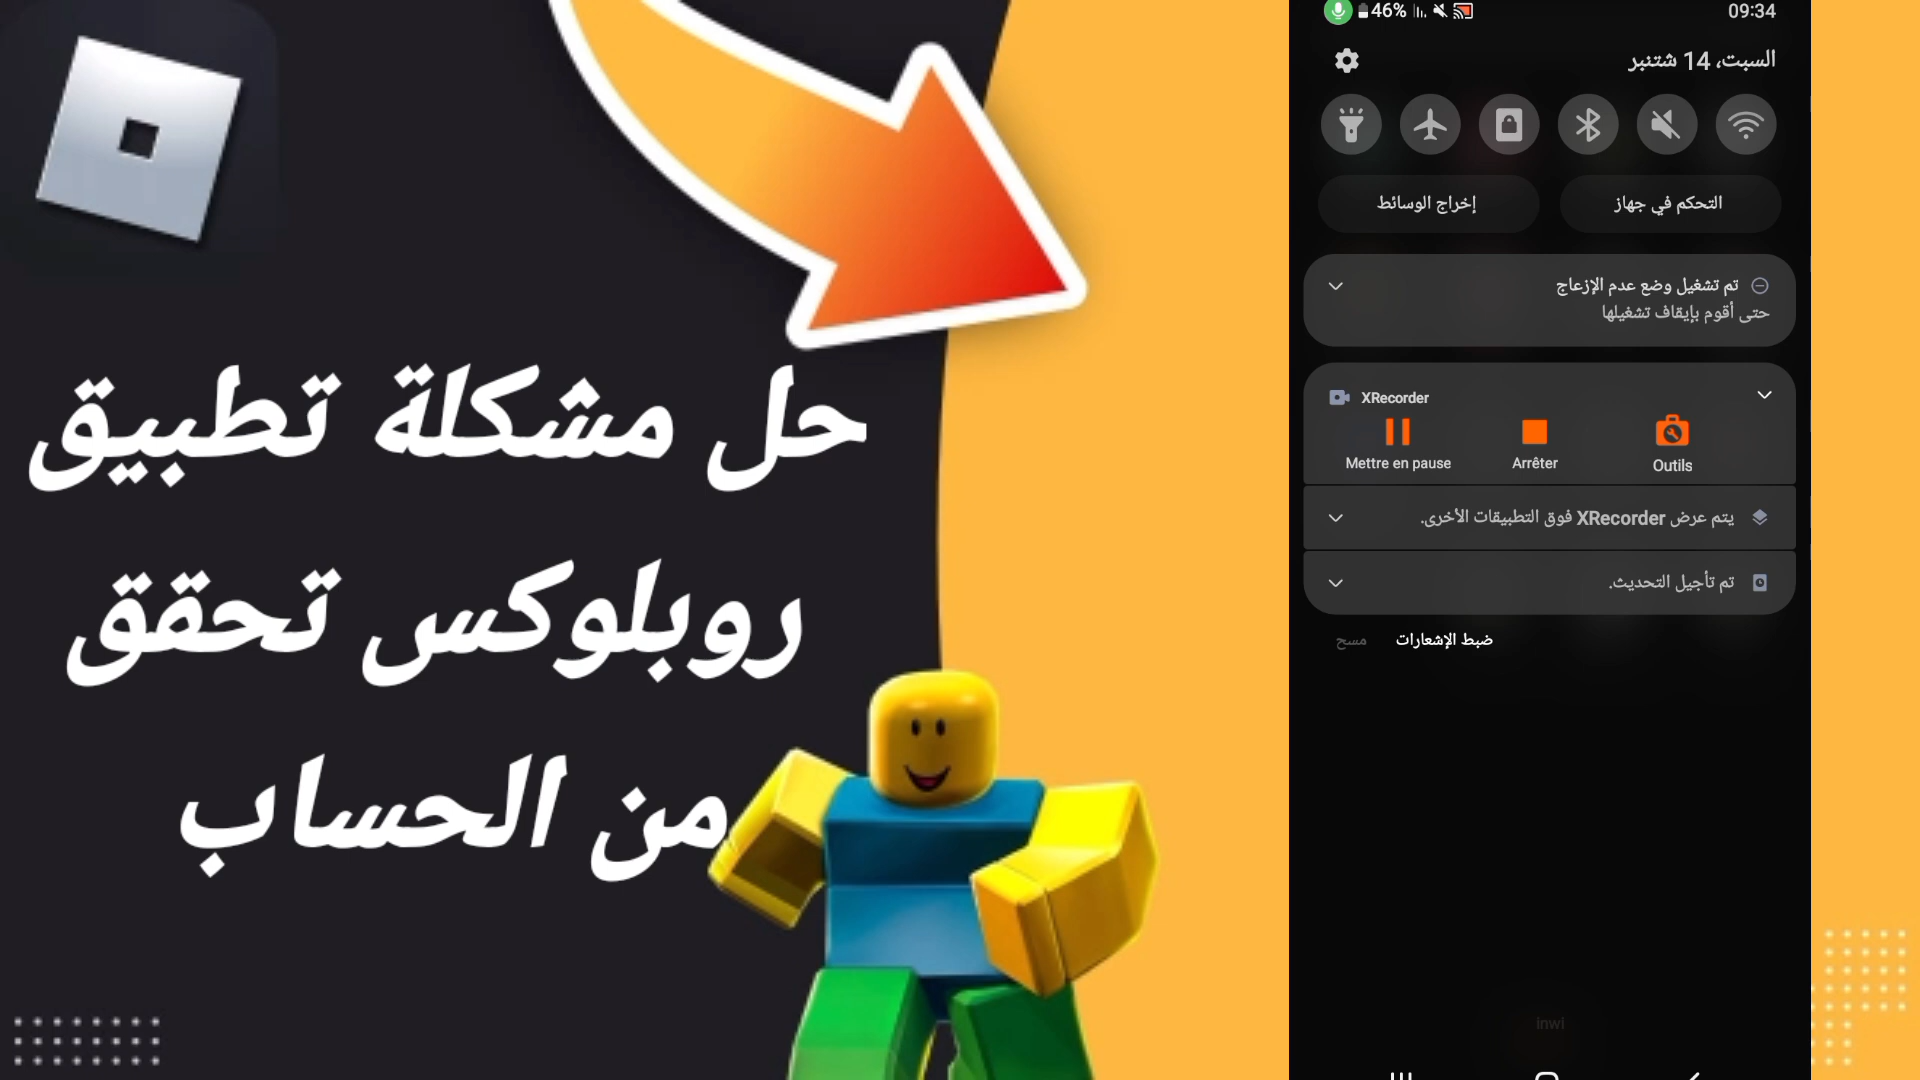 حل مشكلة تطبيق
روبلوكس تحقق
من الحساب
46%
09:34
السبت، 14 شتنبر
التحكم في جهاز
إخراج الوسائط
تم تشغيل وضع عدم الإزعاج
حتى أقوم بإيقاف تشغيلها
XRecorder
Mettre en pause
Arrêter
Outils
يتم عرض XRecorder فوق التطبيقات الأخرى.
تم تأجيل التحديث.
ضبط الإشعارات
مسح
inwi